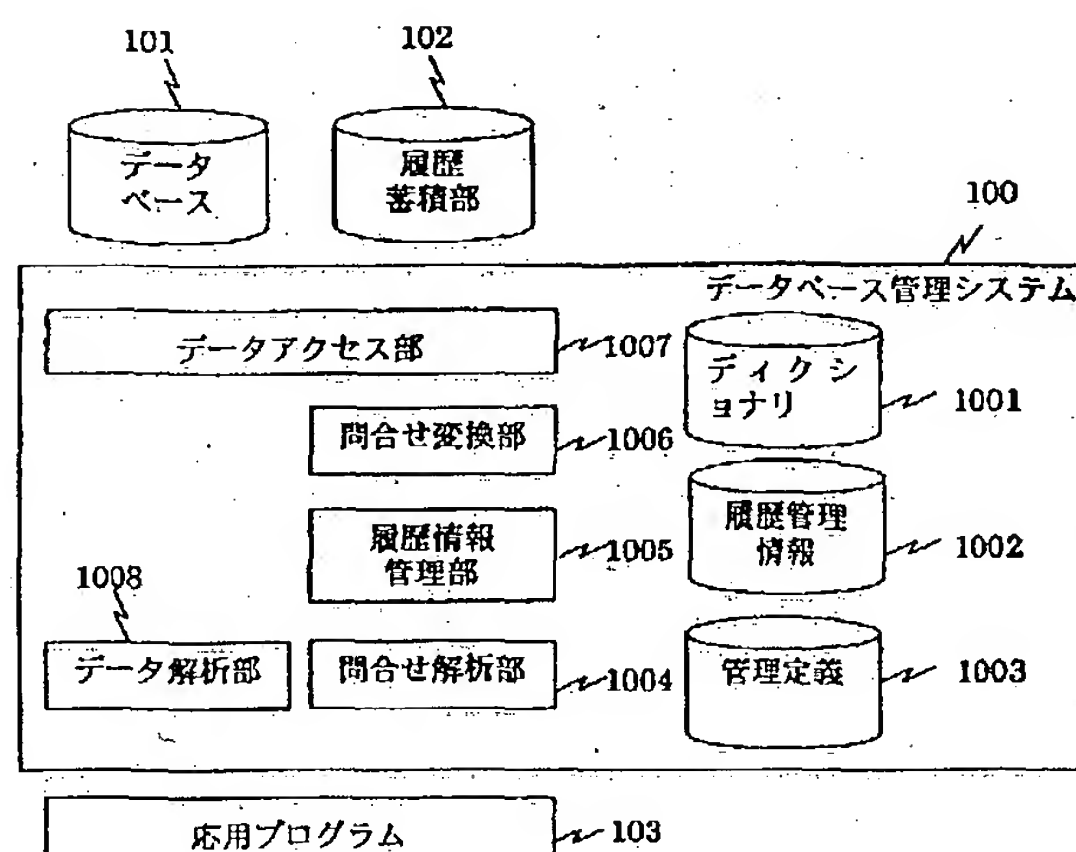 101
102
データ
ベース
履歴
蓄積部
100
データベース管理システム
データアクセス部
1007
ディクシ
ョナリ
1001
問合せ変換部
1006
履歴情報
管理部
1005
履歴管理
情報
1002
1008
データ解析部
問合せ解析部
1004
管理定義
1003
応用プログラム
103